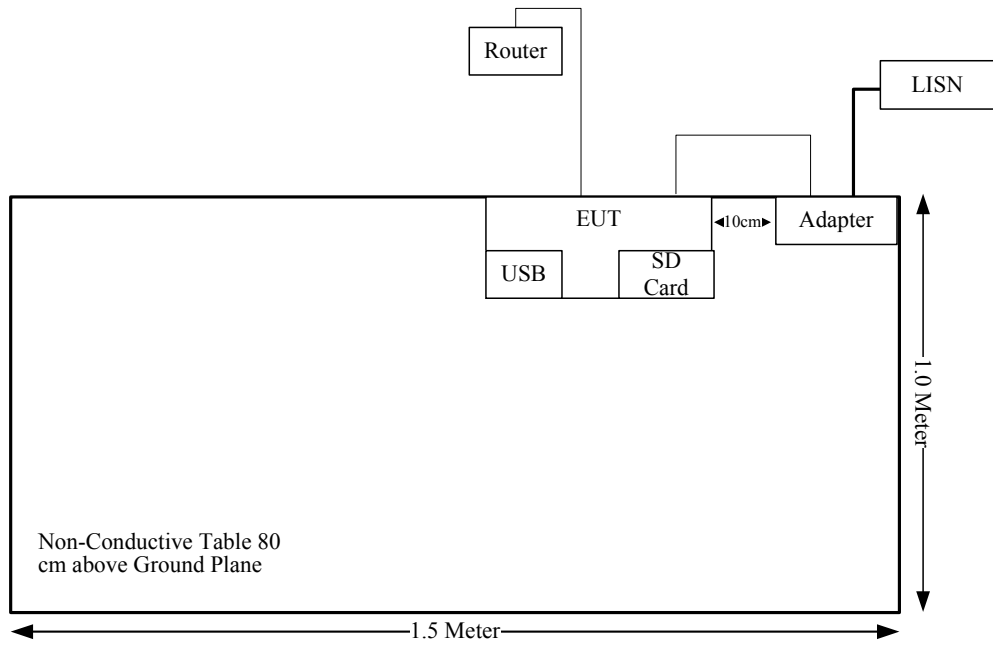 Router
LISN
EUT
10cm
Adapter
USB
SD
Card
1.0 Meter
Non-Conductive Table 80
cm above Ground Plane
1.5 Meter